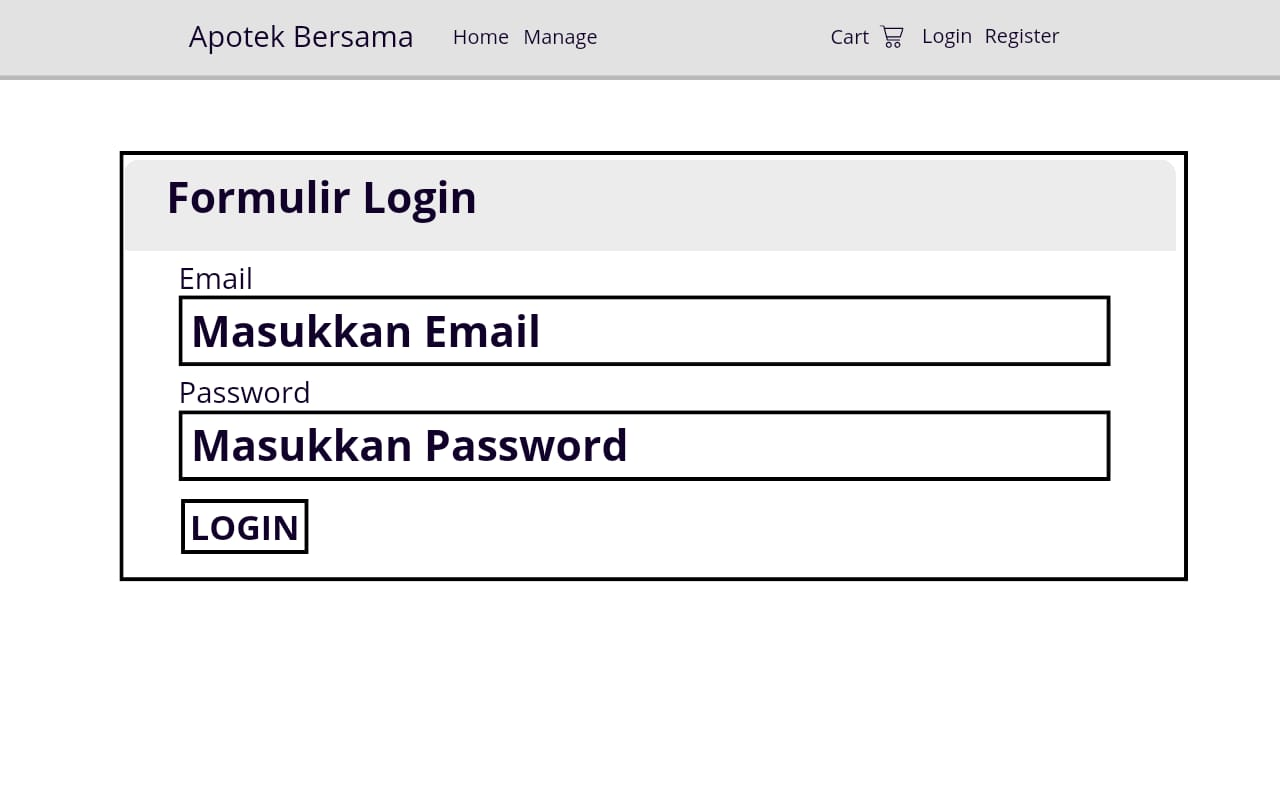 Apotek Bersama Home Manage Cart Login Register
Formulir Login
Email
Masukkan Email
Password
Masukkan Password
LOGIN